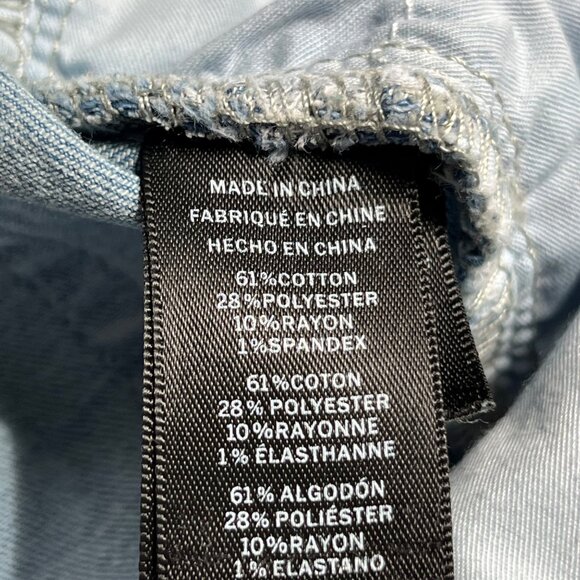 MADE IN CHINA
FABRIQUÉ EN CHINE
HECHO EN CHINA
61%COTTON
28%POLYESTER
10%RAYON
1%SPANDEX
61%COTON
28% POLYESTER
10%RAYONNE
1% ÉLASTHANNE
61% ALGODÓN
28% POLIÉSTER
10%RAYON
1% ELASTANO